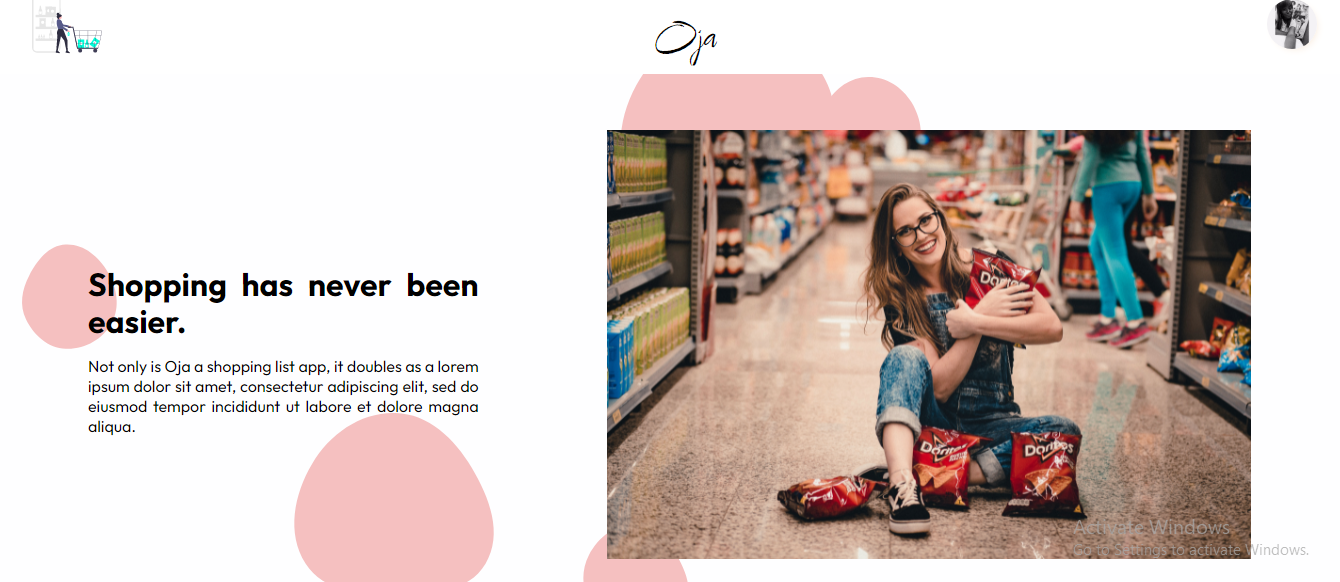 Oja
Shopping has never been
easier.
Not only is Oja a shopping list app, it doubles as a lorem
ipsum dolor sit amet, consectetur adipiscing elit, sed do
eiusmod tempor incididunt ut labore et dolore magna
aliqua.
Doritos
Doritos
Doritos
Activate Windows
Go to Settings to activate Windows.